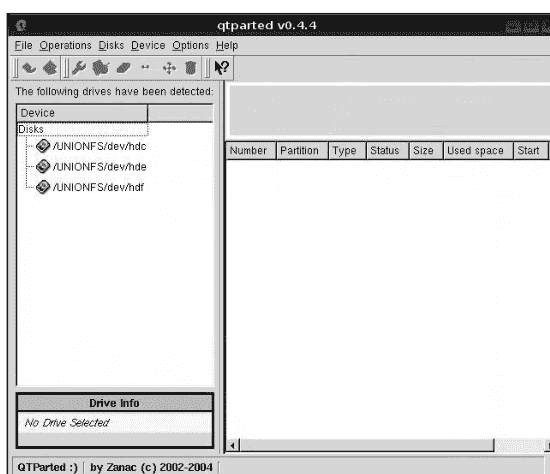 qtparted v0.4.4
File Operations Disks Device Options Help
The following drives have been detected:
Device
Disks
/UNIONFS/dev/hdc
/UNIONFS/dev/hde
/UNIONFS/dev/hdf
Number Partition Type Status Size Used space Start
Drive Info
No Drive Selected
QTParted :) by Zanac (c) 2002-2004